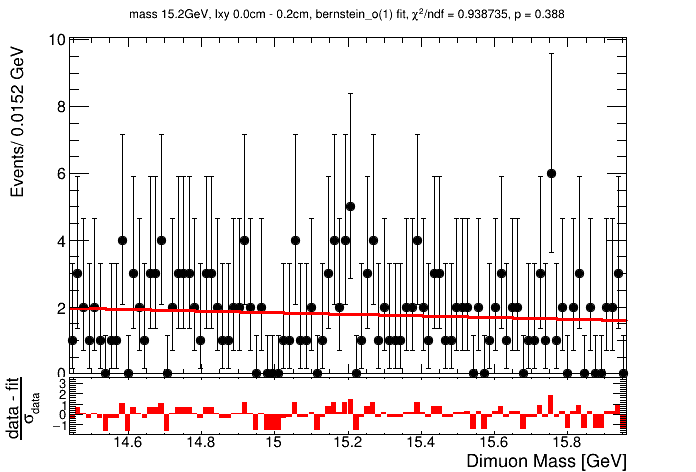 mass 15.2GeV, lxy 0.0cm - 0.2cm, bernstein_o(1) fit, χ²/ndf = 0.938735, p = 0.388
Events/ 0.0152 GeV
10
8
6
4
2
0
data - fit
σdata
3
2
1
0
−1
14.6 14.8 15 15.2 15.4 15.6 15.8
Dimuon Mass [GeV]